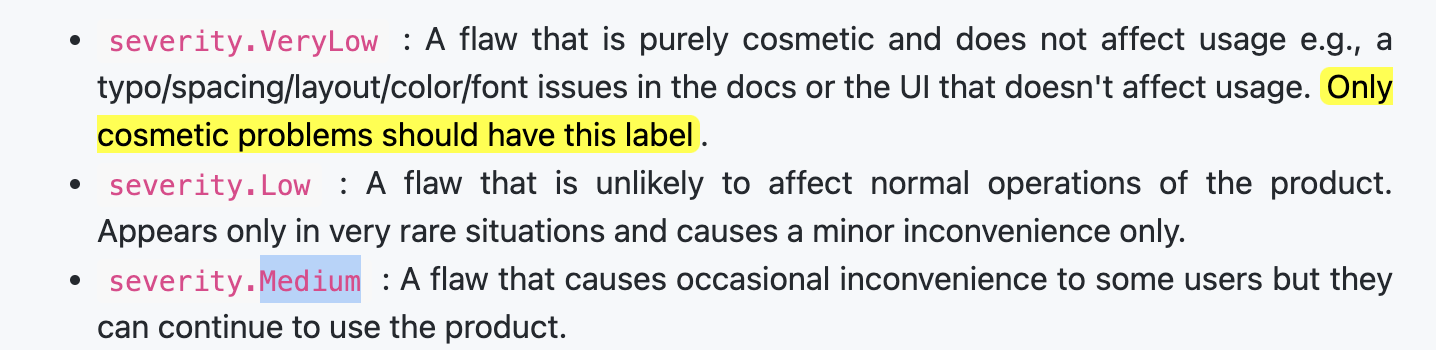 • severity.VeryLow : A flaw that is purely cosmetic and does not affect usage e.g., a
typo/spacing/layout/color/font issues in the docs or the UI that doesn't affect usage. Only
cosmetic problems should have this label.
• severity.Low : A flaw that is unlikely to affect normal operations of the product.
Appears only in very rare situations and causes a minor inconvenience only.
• severity.Medium : A flaw that causes occasional inconvenience to some users but they
can continue to use the product.